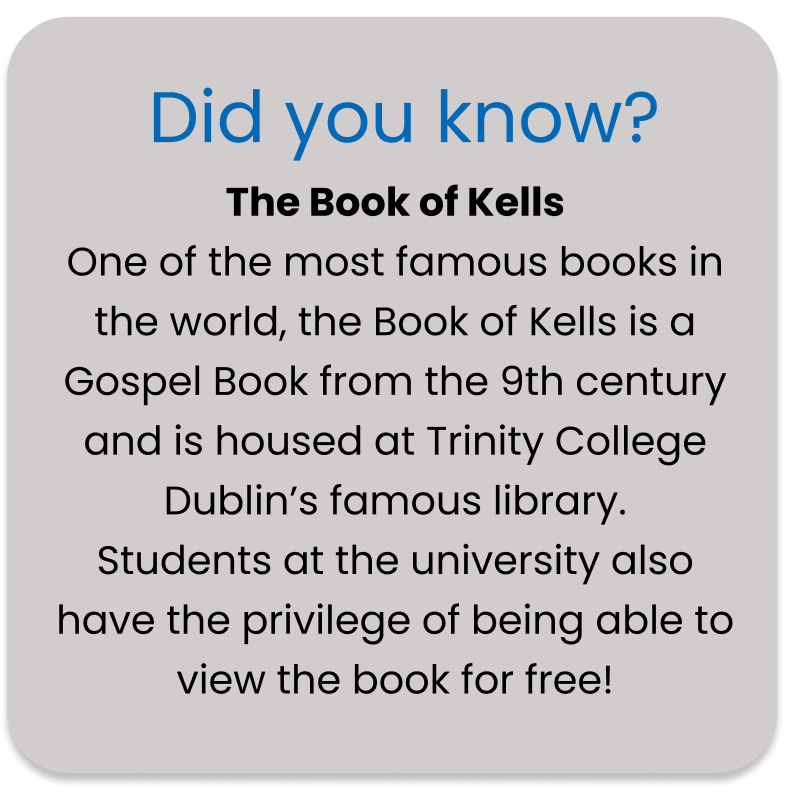 Did you know?
The Book of Kells
One of the most famous books in
the world, the Book of Kells is a
Gospel Book from the 9th century
and is housed at Trinity College
Dublin’s famous library.
Students at the university also
have the privilege of being able to
view the book for free!